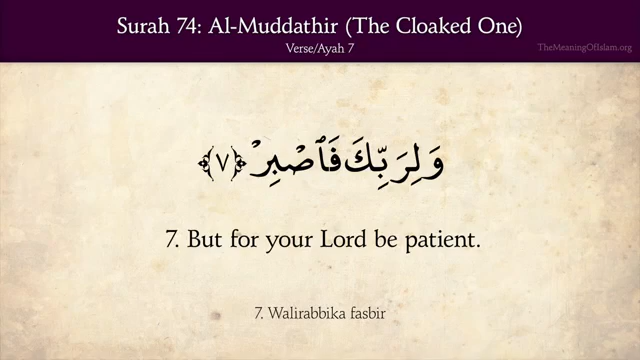 Surah 74: Al-Muddathir (The Cloaked One)
Verse/Ayah 7
TheMeaningOfIslam.org
وَلِرَبِّكَ فَٱصْبِرْ ﴿٧﴾
7. But for your Lord be patient.
7. Walirabbika fasbir